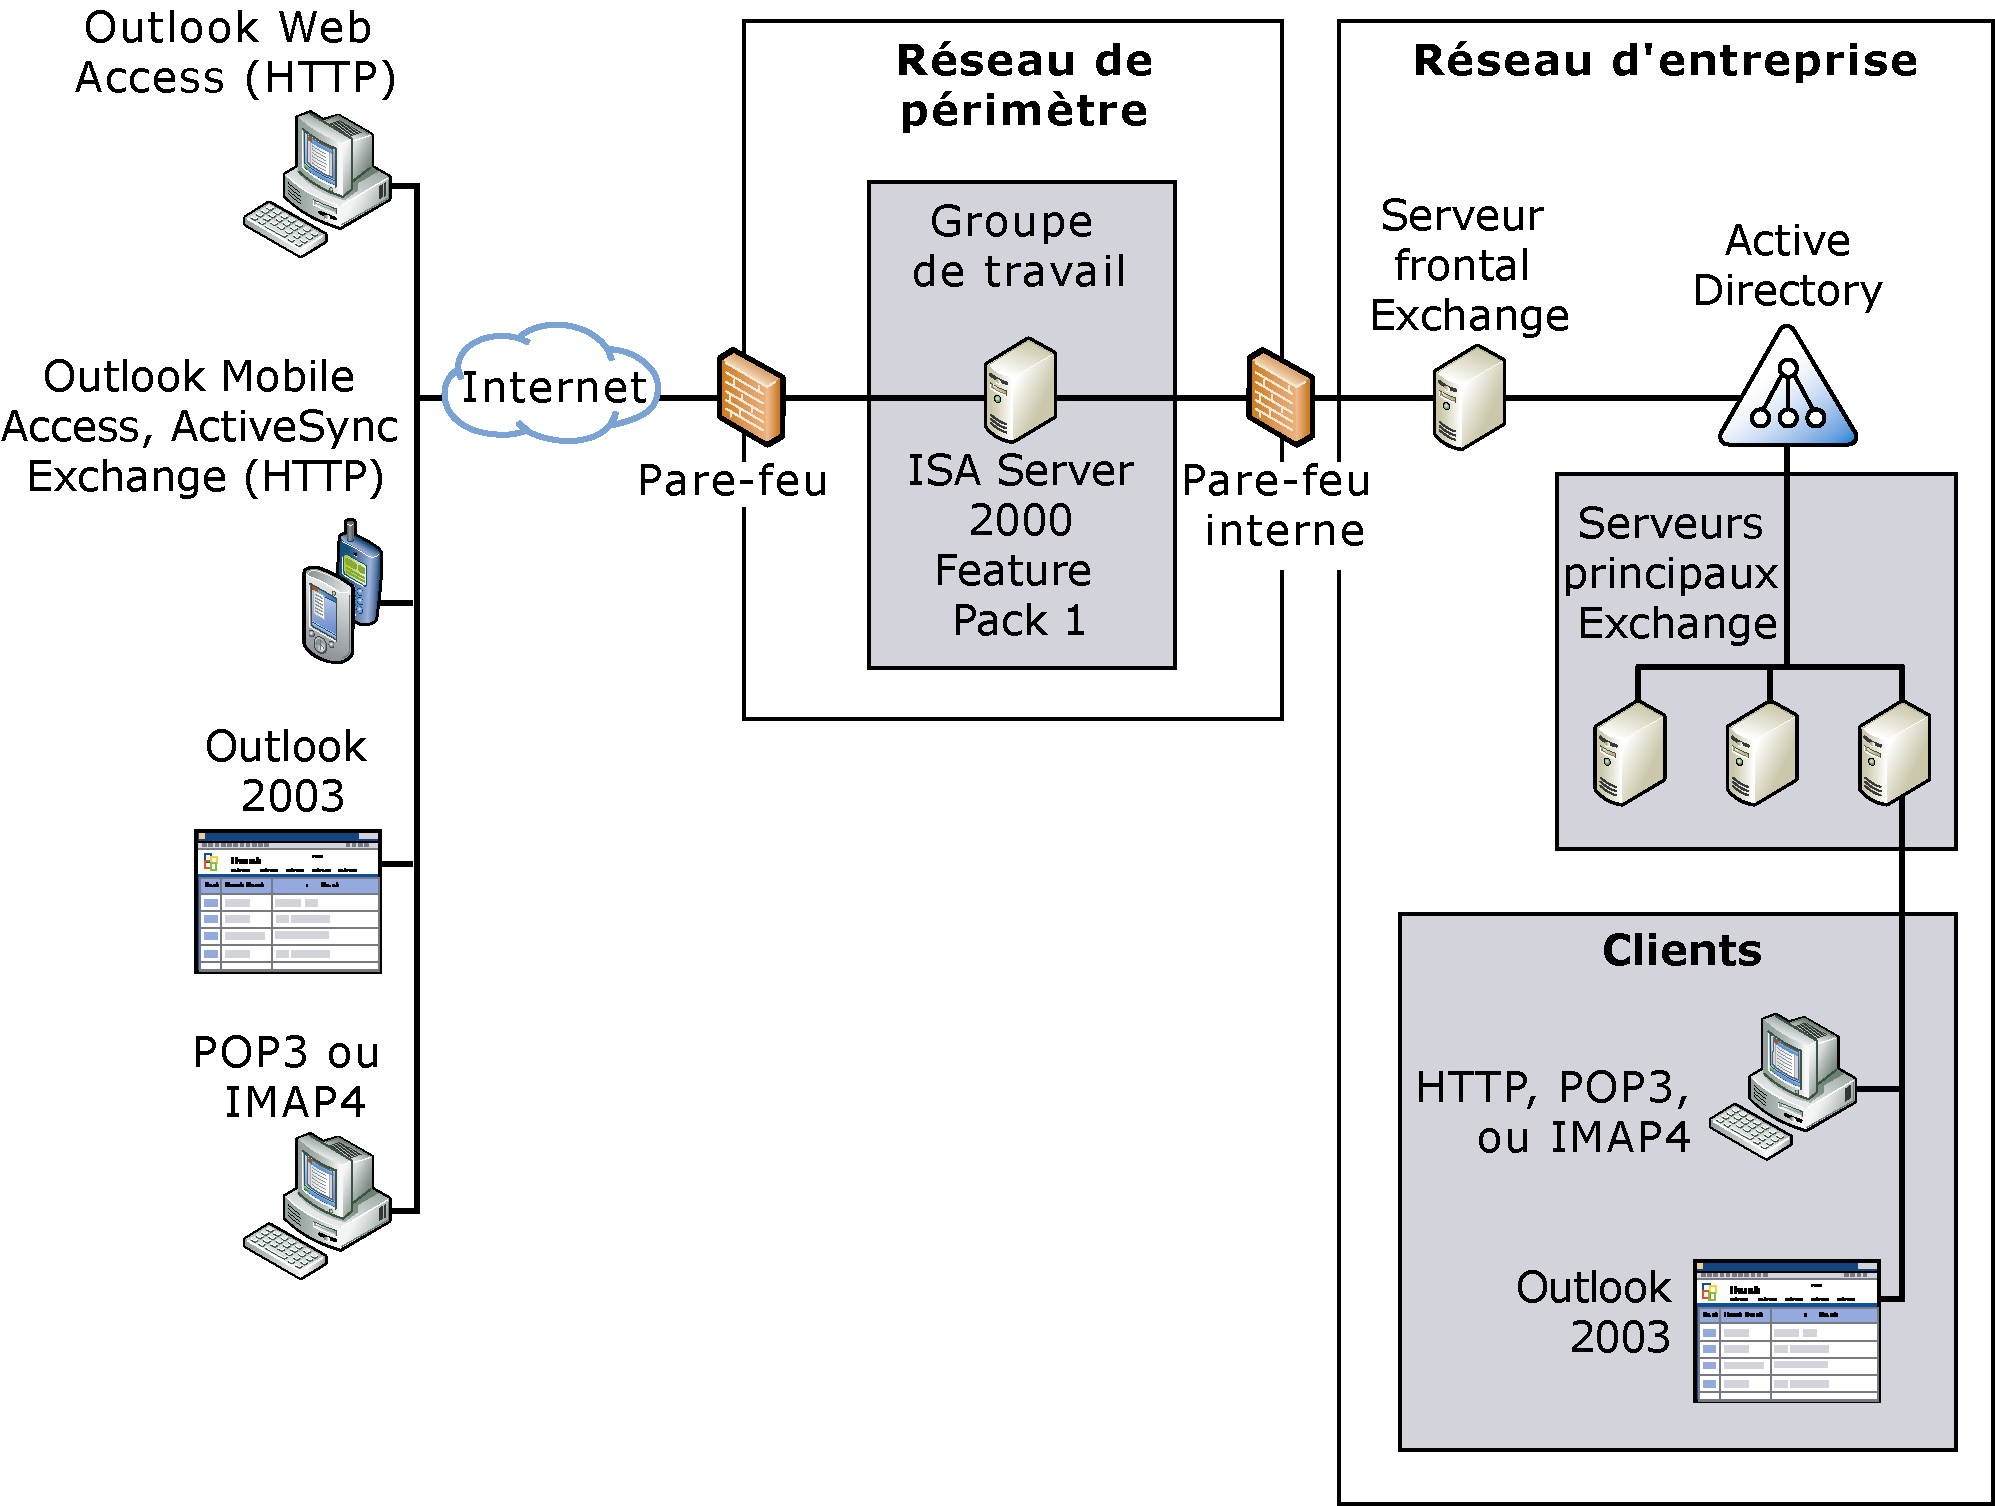 Outlook Web
Access (HTTP)
Outlook Mobile
Access, ActiveSync
Exchange (HTTP)
Outlook
2003
POP3 ou
IMAP4
Internet
Pare-feu
Réseau de
périmètre
Groupe
de travail
ISA Server
2000
Feature
Pack 1
Pare-feu
interne
Réseau d'entreprise
Serveur
frontal
Exchange
Active
Directory
Serveurs
principaux
Exchange
Clients
HTTP, POP3,
ou IMAP4
Outlook
2003